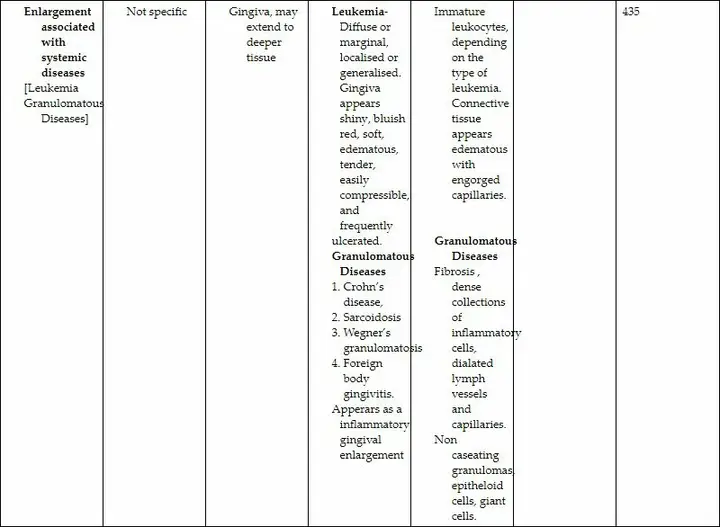 Enlargement
associated
with
systemic
diseases
[Leukemia
Granulomatous
Diseases]
Not specific
Gingiva, may
extend to
deeper
tissue
Leukemia-
Diffuse or
marginal,
localised or
generalised.
Gingiva
appears
shiny, bluish
red, soft,
edematous,
tender,
easily
compressible,
and
frequently
ulcerated.
Granulomatous
Diseases
1. Crohn's
disease,
2. Sarcoidosis
3. Wegner's
granulomatosis
4. Foreign
body
gingivitis.
Apperars as a
inflammatory
gingival
enlargement
Immature
leukocytes,
depending
on the
type of
leukemia.
Connective
tissue
appears
edematous
with
engorged
capillaries.
Granulomatous
Diseases
Fibrosis ,
dense
collections
of
inflammatory
cells,
dialated
lymph
vessels
and
capillaries.
Non
caseating
granulomas,
epitheloid
cells, giant
cells.
435